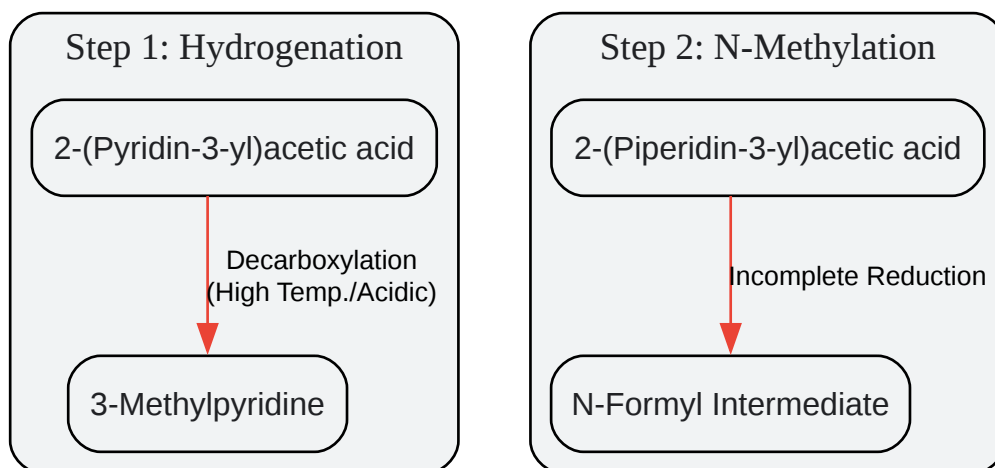 Step 1: Hydrogenation
2-(Pyridin-3-yl)acetic acid
Decarboxylation
(High Temp./Acidic)
3-Methylpyridine
Step 2: N-Methylation
2-(Piperidin-3-yl)acetic acid
Incomplete Reduction
N-Formyl Intermediate